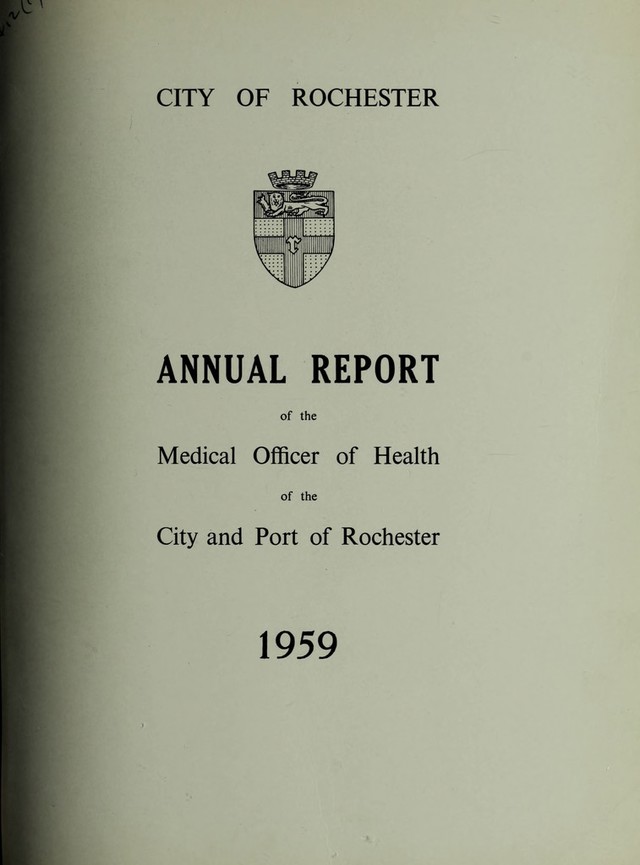 CITY OF ROCHESTER
r
ANNUAL REPORT
of the
Medical Officer of Health
of the
City and Port of Rochester
1959